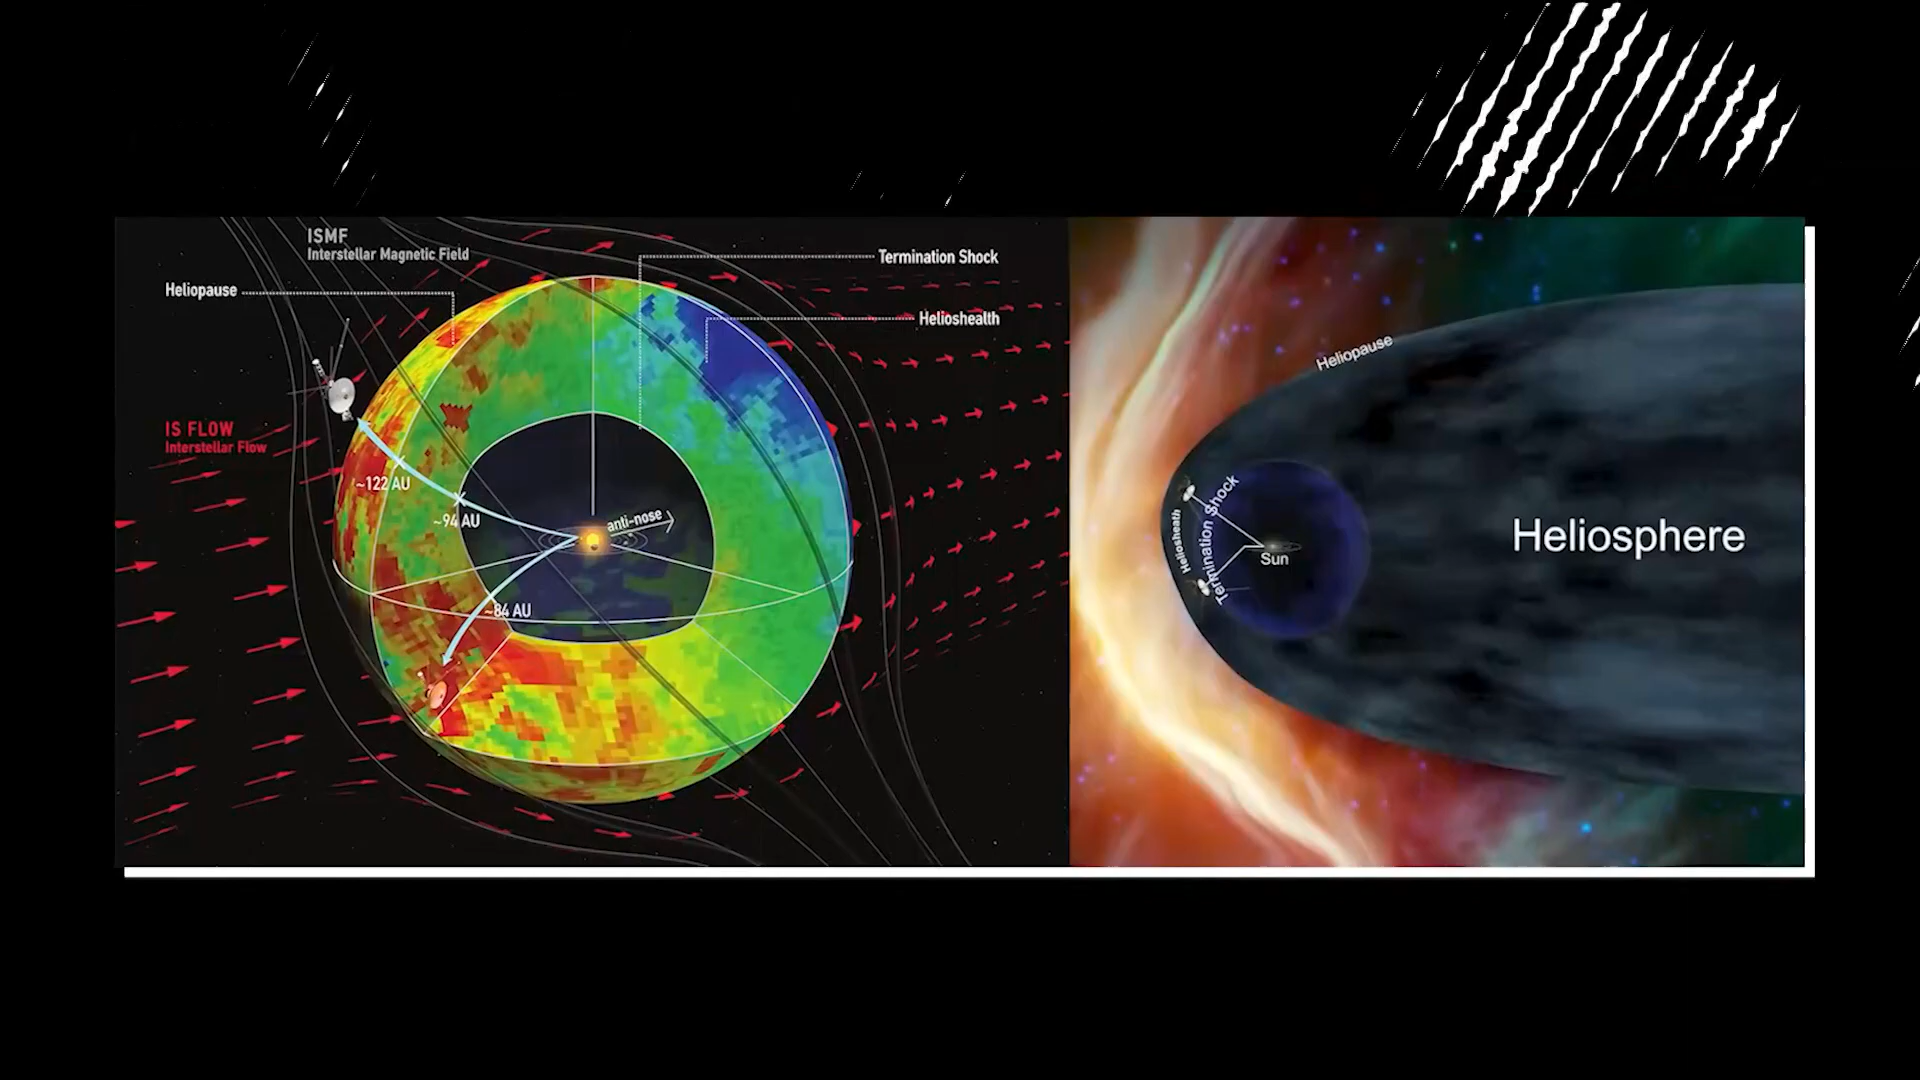 ISMF
Interstellar Magnetic Field
Heliopause
Termination Shock
Helioshealth
IS FLOW
Interstellar Flow
~122 AU
~94 AU
anti-nose
~84 AU
Heliopause
Heliosheath
Termination Shock
Sun
Heliosphere